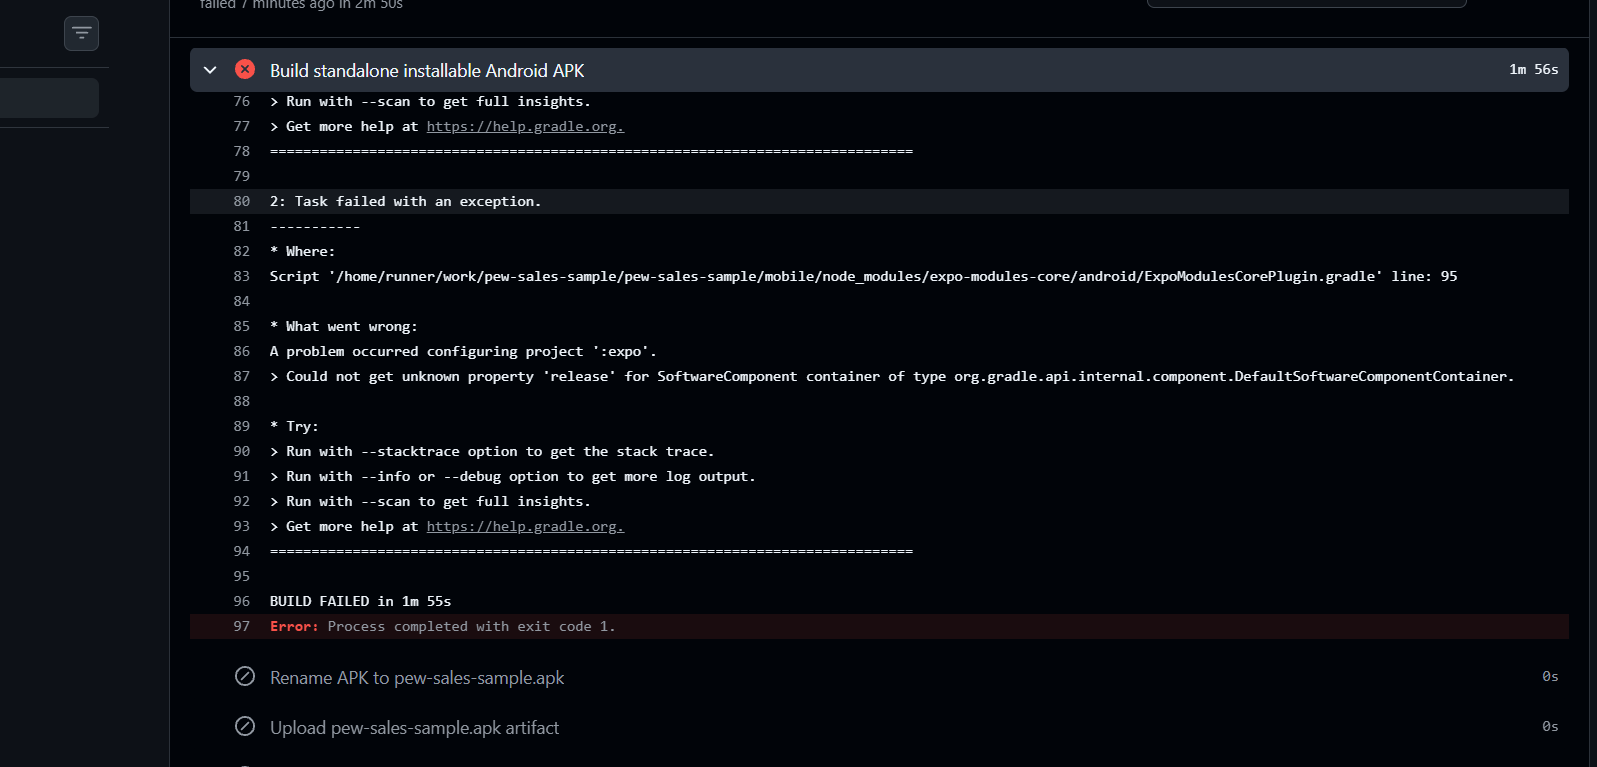 failed 7 minutes ago in 2m 50s
Build standalone installable Android APK 1m 56s
76 > Run with --scan to get full insights.
77 > Get more help at https://help.gradle.org.
78 ==============================================================================
79
80 2: Task failed with an exception.
81 -----------
82 * Where:
83 Script '/home/runner/work/pew-sales-sample/pew-sales-sample/mobile/node_modules/expo-modules-core/android/ExpoModulesCorePlugin.gradle' line: 95
84
85 * What went wrong:
86 A problem occurred configuring project ':expo'.
87 > Could not get unknown property 'release' for SoftwareComponent container of type org.gradle.api.internal.component.DefaultSoftwareComponentContainer.
88
89 * Try:
90 > Run with --stacktrace option to get the stack trace.
91 > Run with --info or --debug option to get more log output.
92 > Run with --scan to get full insights.
93 > Get more help at https://help.gradle.org.
94 ==============================================================================
95
96 BUILD FAILED in 1m 55s
97 Error: Process completed with exit code 1.
Rename APK to pew-sales-sample.apk 0s
Upload pew-sales-sample.apk artifact 0s